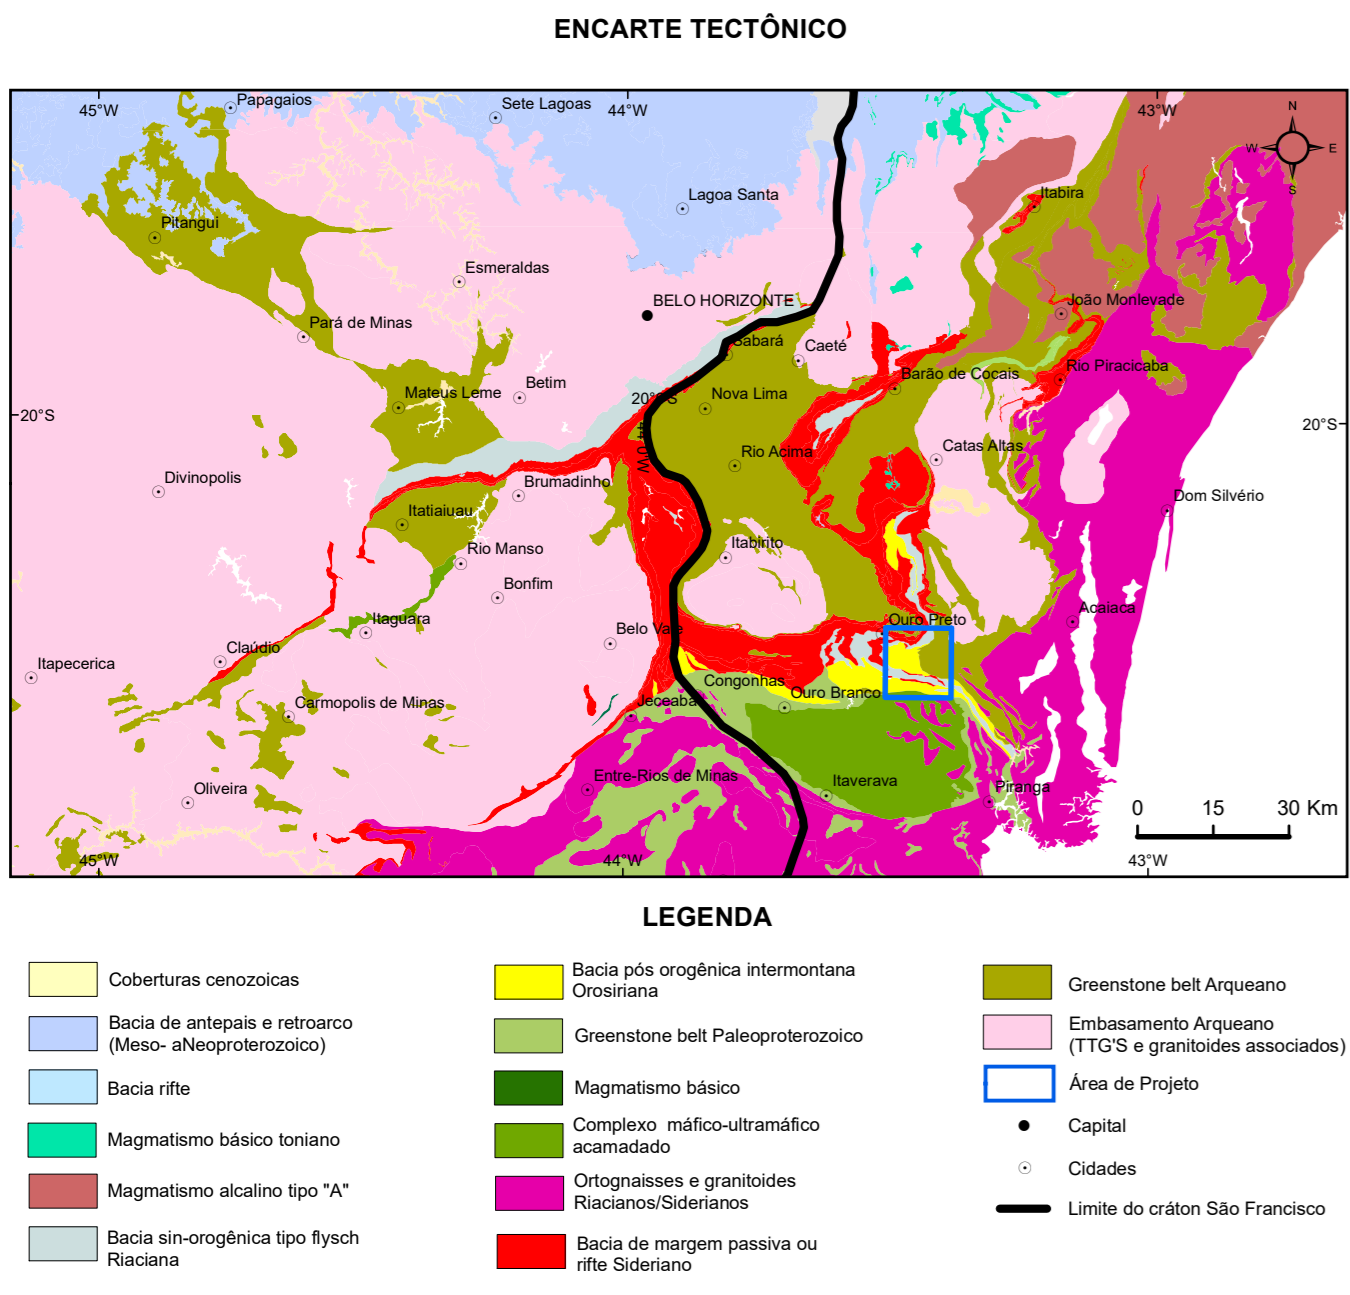 ENCARTE TECTÔNICO
45°W
Papagaios
Sete Lagoas
44°W
43°W
N
W
E
S
Lagoa Santa
Itabira
Pitangui
Esmeraldas
BELO HORIZONTE
João Monlevade
Pará de Minas
Sabará
Caeté
Rio Piracicaba
Barão de Cocais
Betim
Mateus Leme
Nova Lima
20°S
20°S
20°S
44°0'W
Rio Acima
Catas Altas
Divinopolis
Brumadinho
Dom Silvério
Itatiaiuau
Rio Manso
Itabirito
Bonfim
Acaiaca
Itaguara
Ouro Preto
Belo Vale
Claúdio
Itapecerica
Congonhas
Ouro Branco
Carmopolis de Minas
Jeceaba
Entre-Rios de Minas
Itaverava
Piranga
Oliveira
0 15 30 Km
45°W
44°W
43°W
LEGENDA
Coberturas cenozoicas
Bacia de antepais e retroarco
(Meso- aNeoproterozoico)
Bacia rifte
Magmatismo básico toniano
Magmatismo alcalino tipo "A"
Bacia sin-orogênica tipo flysch
Riaciana
Bacia pós orogênica intermontana
Orosiriana
Greenstone belt Paleoproterozoico
Magmatismo básico
Complexo máfico-ultramáfico
acamadado
Ortognaisses e granitoides
Riacianos/Siderianos
Bacia de margem passiva ou
rifte Sideriano
Greenstone belt Arqueano
Embasamento Arqueano
(TTG'S e granitoides associados)
Área de Projeto
Capital
Cidades
Limite do cráton São Francisco